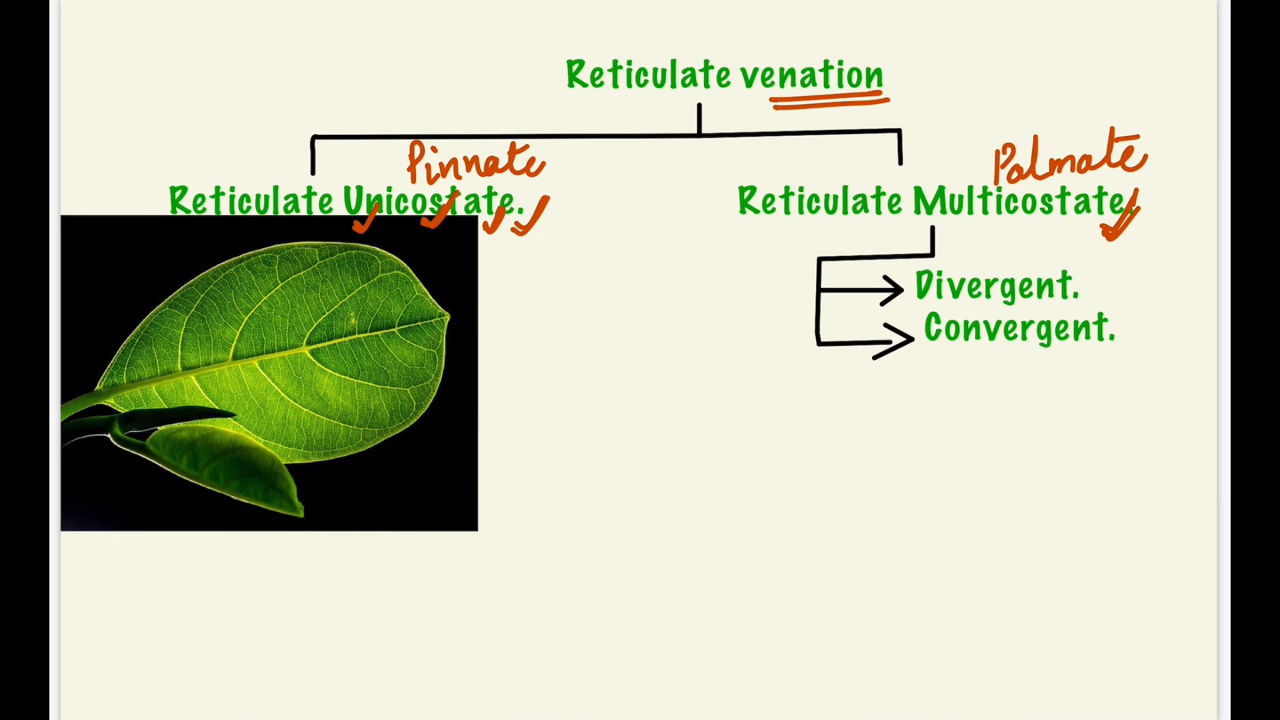 Reticulate venation
Pinnate
Palmate
Reticulate Unicostate.
Reticulate Multicostate.
Divergent.
Convergent.